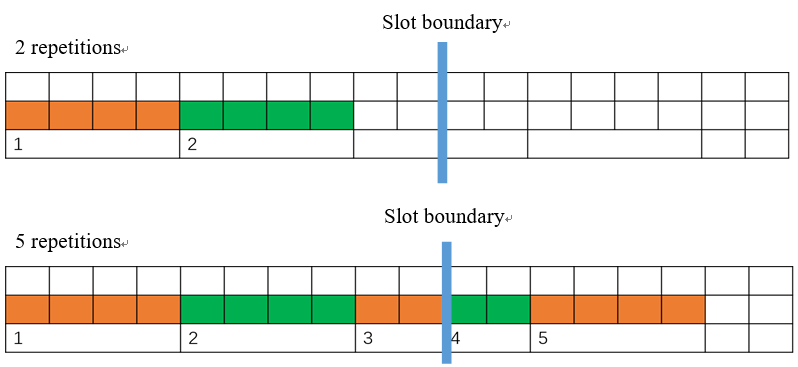 Slot boundary
2 repetitions
1 2
Slot boundary
5 repetitions
1 2 3 4 5